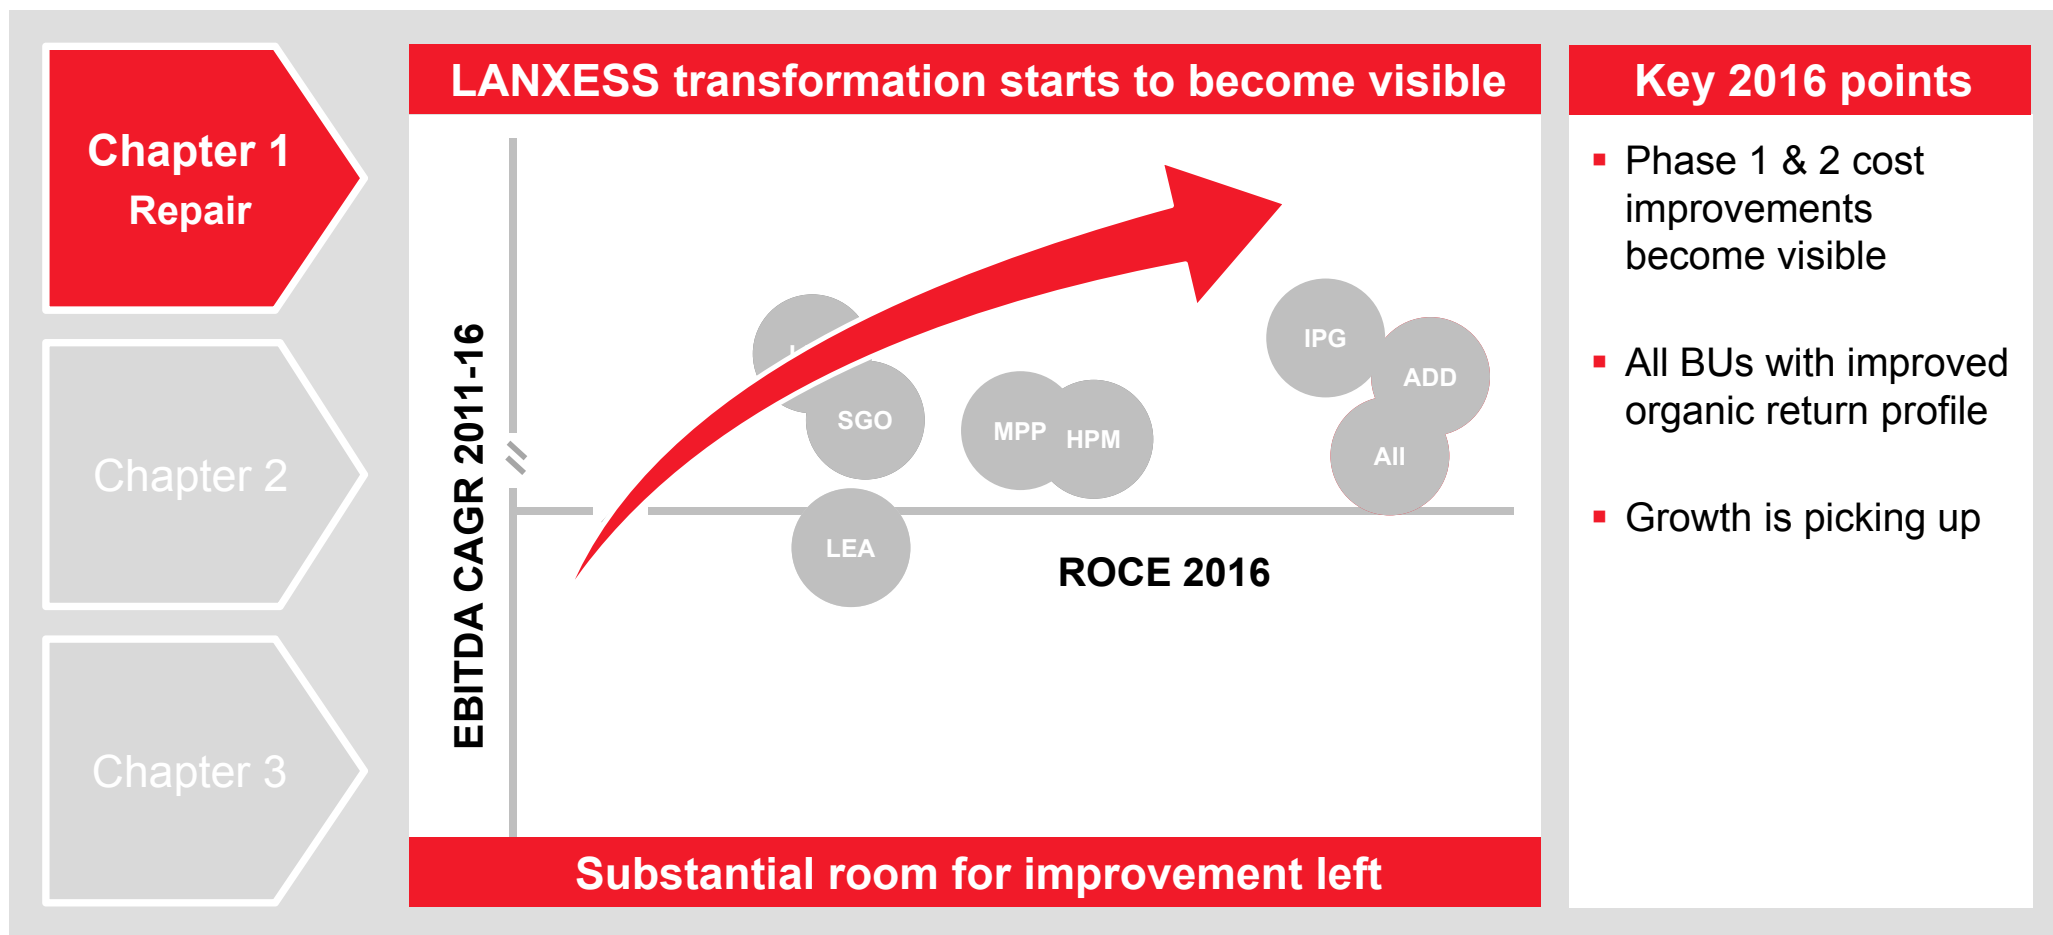 Chapter 1
Repair
Chapter 2
Chapter 3
LANXESS transformation starts to become visible
EBITDA CAGR 2011-16
IPG
ADD
SGO
MPP
HPM
All
LEA
ROCE 2016
Substantial room for improvement left
Key 2016 points
▪ Phase 1 & 2 cost
improvements
become visible
▪ All BUs with improved
organic return profile
▪ Growth is picking up